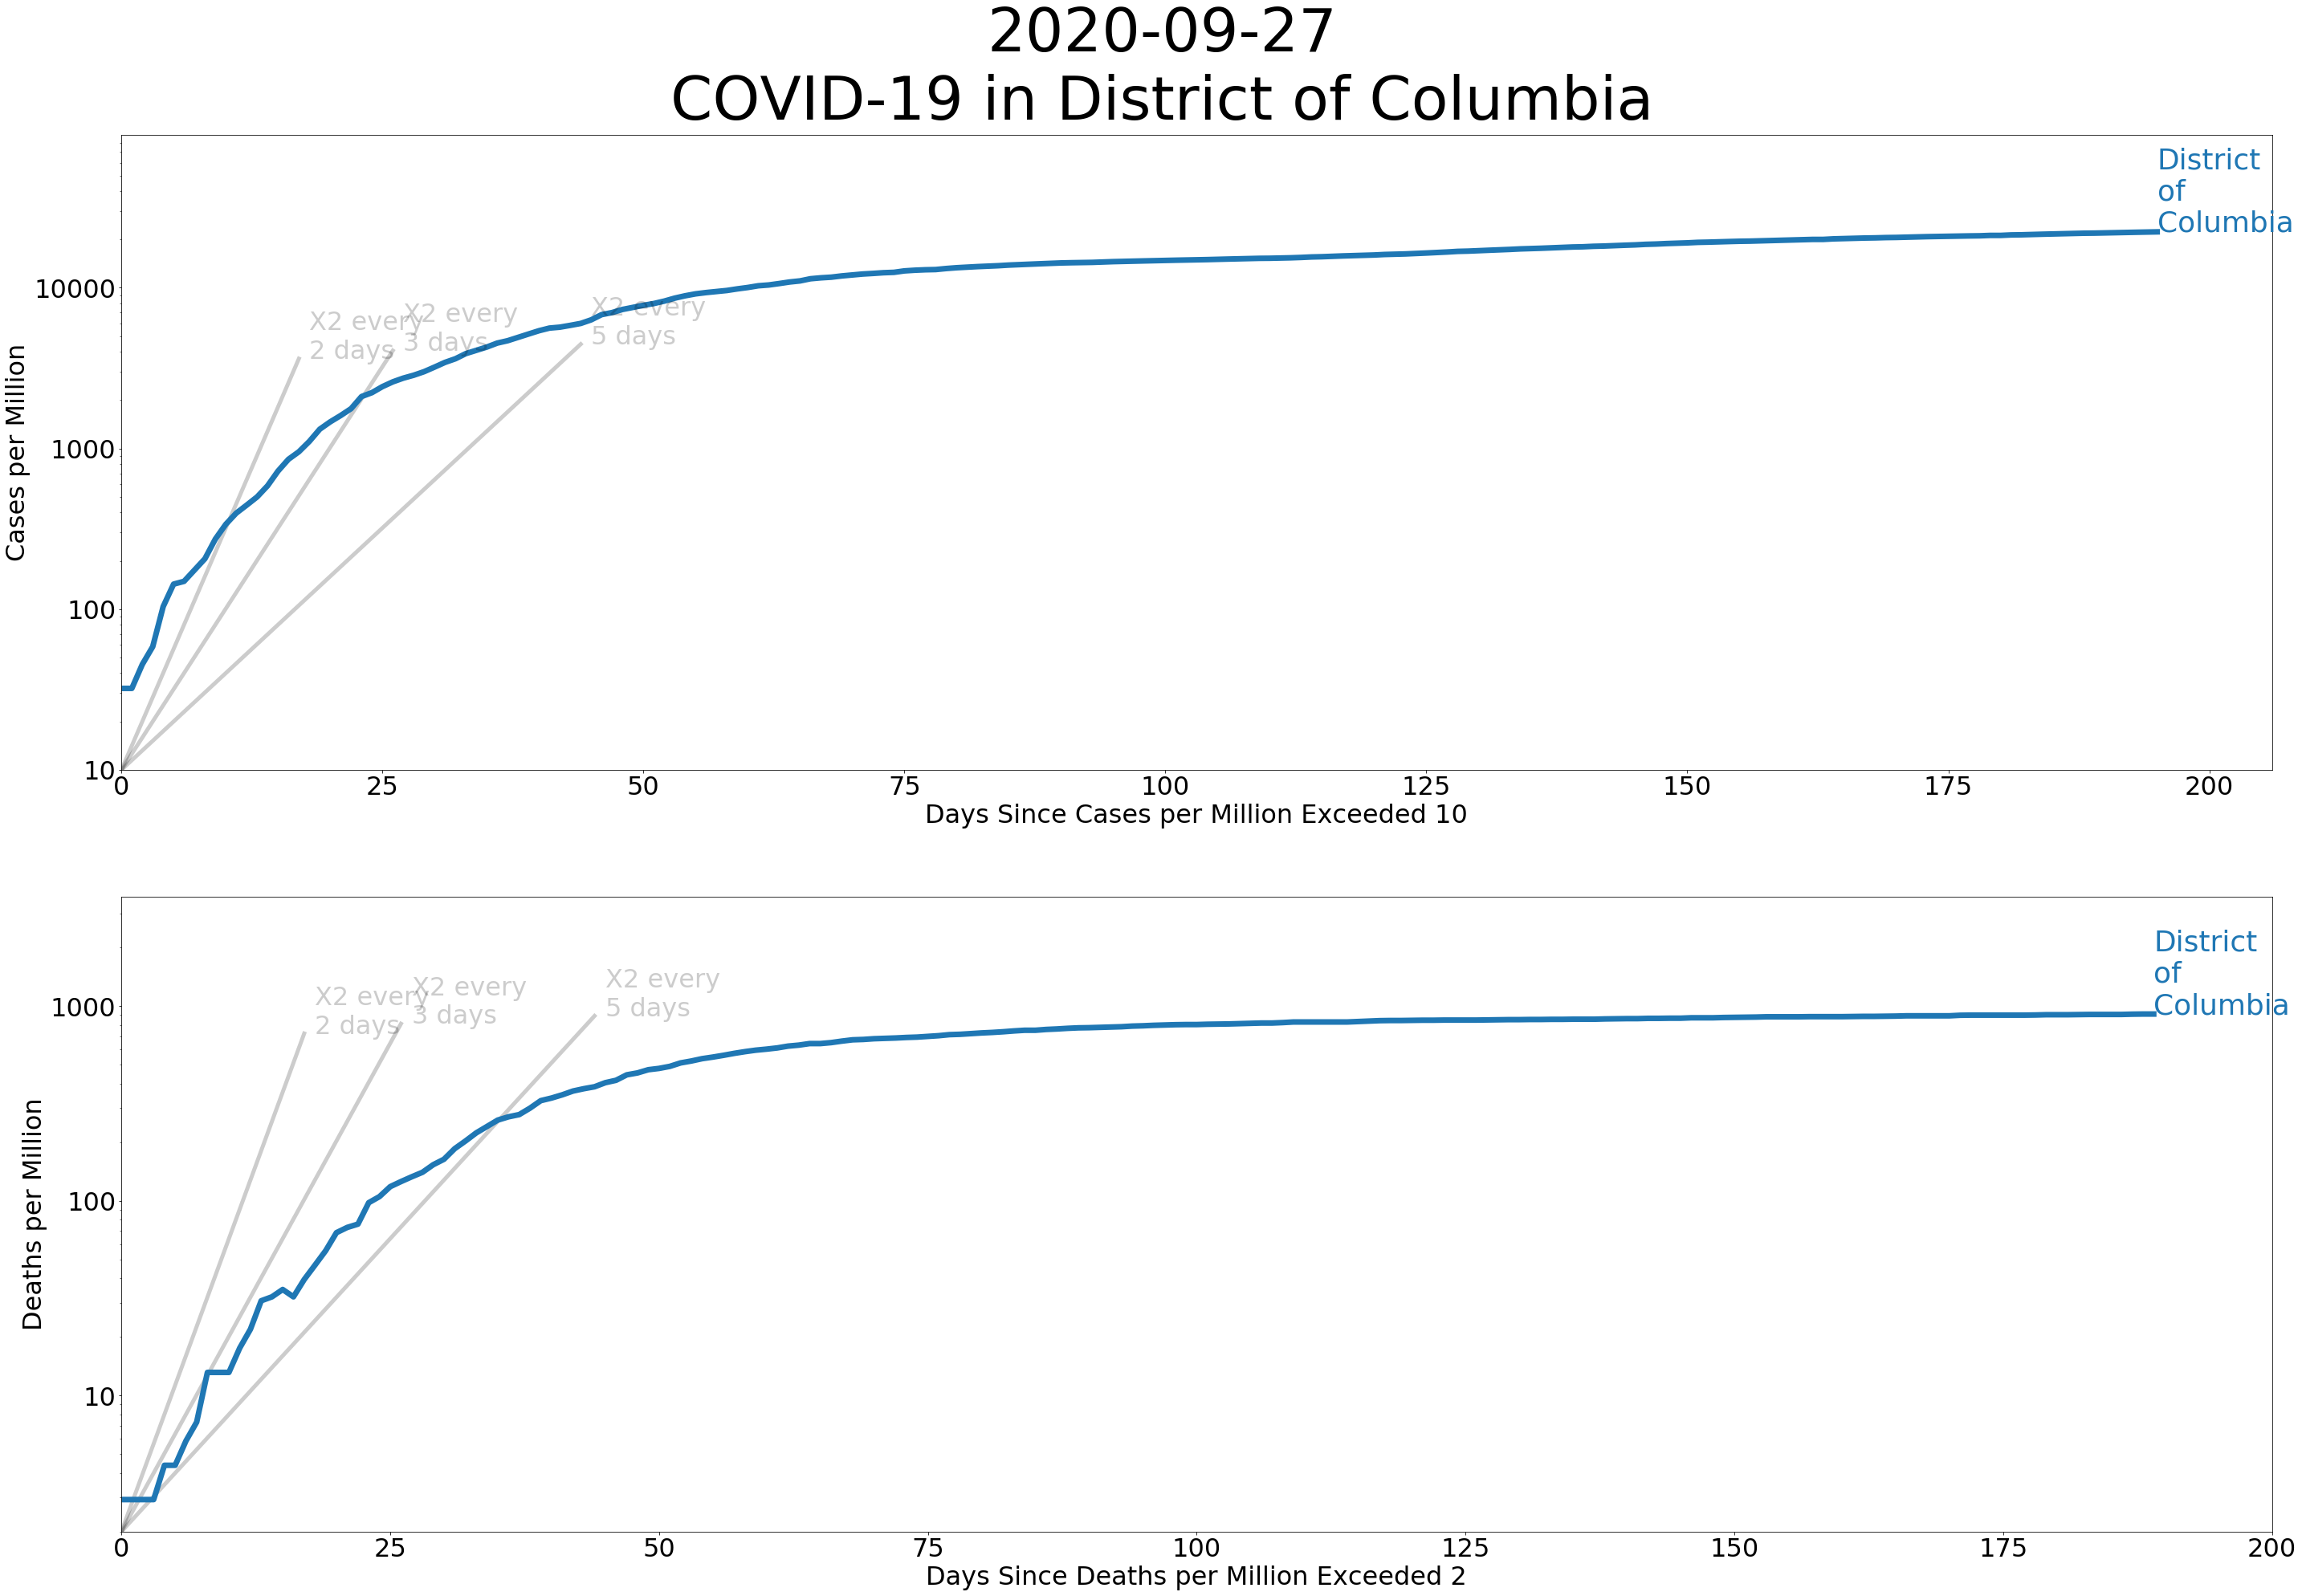 2020-09-27
COVID-19 in District of Columbia
District
of
Columbia
10000
1000
100
10
Cases per Million
X2 every
2 days
X2 every
3 days
X2 every
5 days
0 25 50 75 100 125 150 175 200
Days Since Cases per Million Exceeded 10
District
of
Columbia
1000
100
10
Deaths per Million
X2 every
2 days
X2 every
3 days
X2 every
5 days
0 25 50 75 100 125 150 175 200
Days Since Deaths per Million Exceeded 2